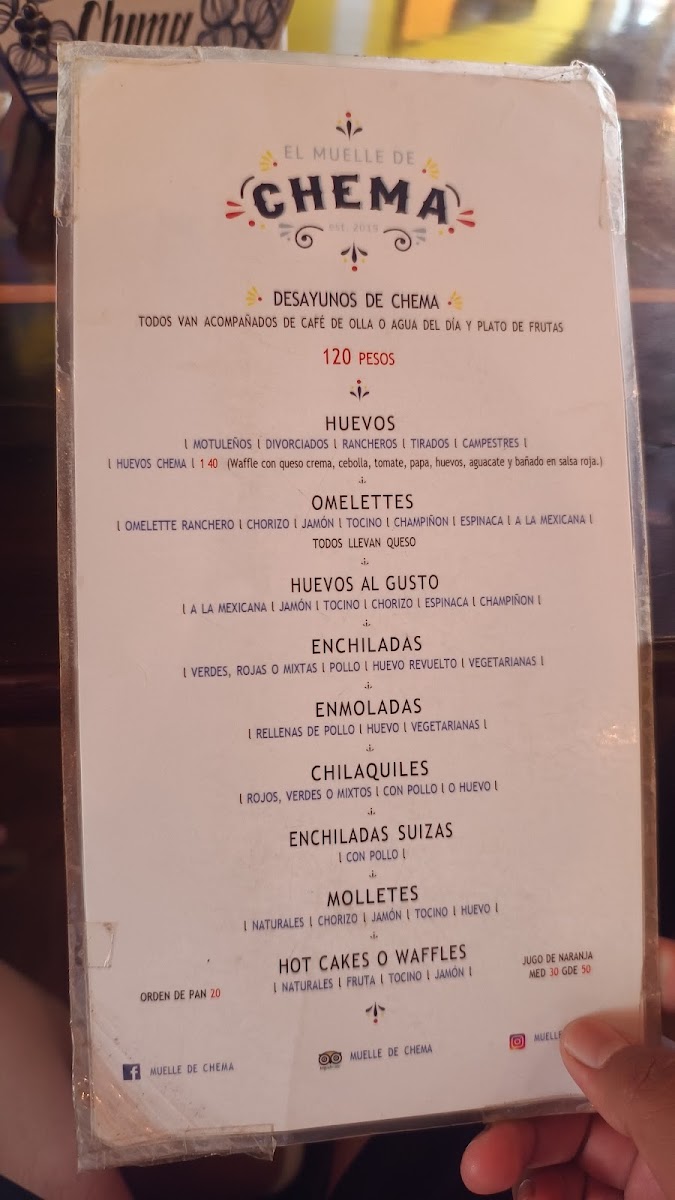 Chema
EL MUELLE DE
CHEMA
est. 2019
DESAYUNOS DE CHEMA
TODOS VAN ACOMPAÑADOS DE CAFÉ DE OLLA O AGUA DEL DÍA Y PLATO DE FRUTAS
120 PESOS
HUEVOS
l MOTULEÑOS l DIVORCIADOS l RANCHEROS l TIRADOS l CAMPESTRES l
l HUEVOS CHEMA l 1 40 (Waffle con queso crema, cebolla, tomate, papa, huevos, aguacate y bañado en salsa roja.)
OMELETTES
l OMELETTE RANCHERO l CHORIZO l JAMÓN l TOCINO l CHAMPIÑON l ESPINACA l A LA MEXICANA l
TODOS LLEVAN QUESO
HUEVOS AL GUSTO
l A LA MEXICANA l JAMÓN l TOCINO l CHORIZO l ESPINACA l CHAMPIÑON l
ENCHILADAS
l VERDES, ROJAS O MIXTAS l POLLO l HUEVO REVUELTO l VEGETARIANAS l
ENMOLADAS
l RELLENAS DE POLLO l HUEVO l VEGETARIANAS l
CHILAQUILES
l ROJOS, VERDES O MIXTOS l CON POLLO l O HUEVO l
ENCHILADAS SUIZAS
l CON POLLO l
MOLLETES
l NATURALES l CHORIZO l JAMÓN l TOCINO l HUEVO l
HOT CAKES O WAFFLES
l NATURALES l FRUTA l TOCINO l JAMÓN l
JUGO DE NARANJA
MED 30 GDE 50
ORDEN DE PAN 20
MUELLE DE CHEMA
MUELLE DE CHEMA
MUELLE